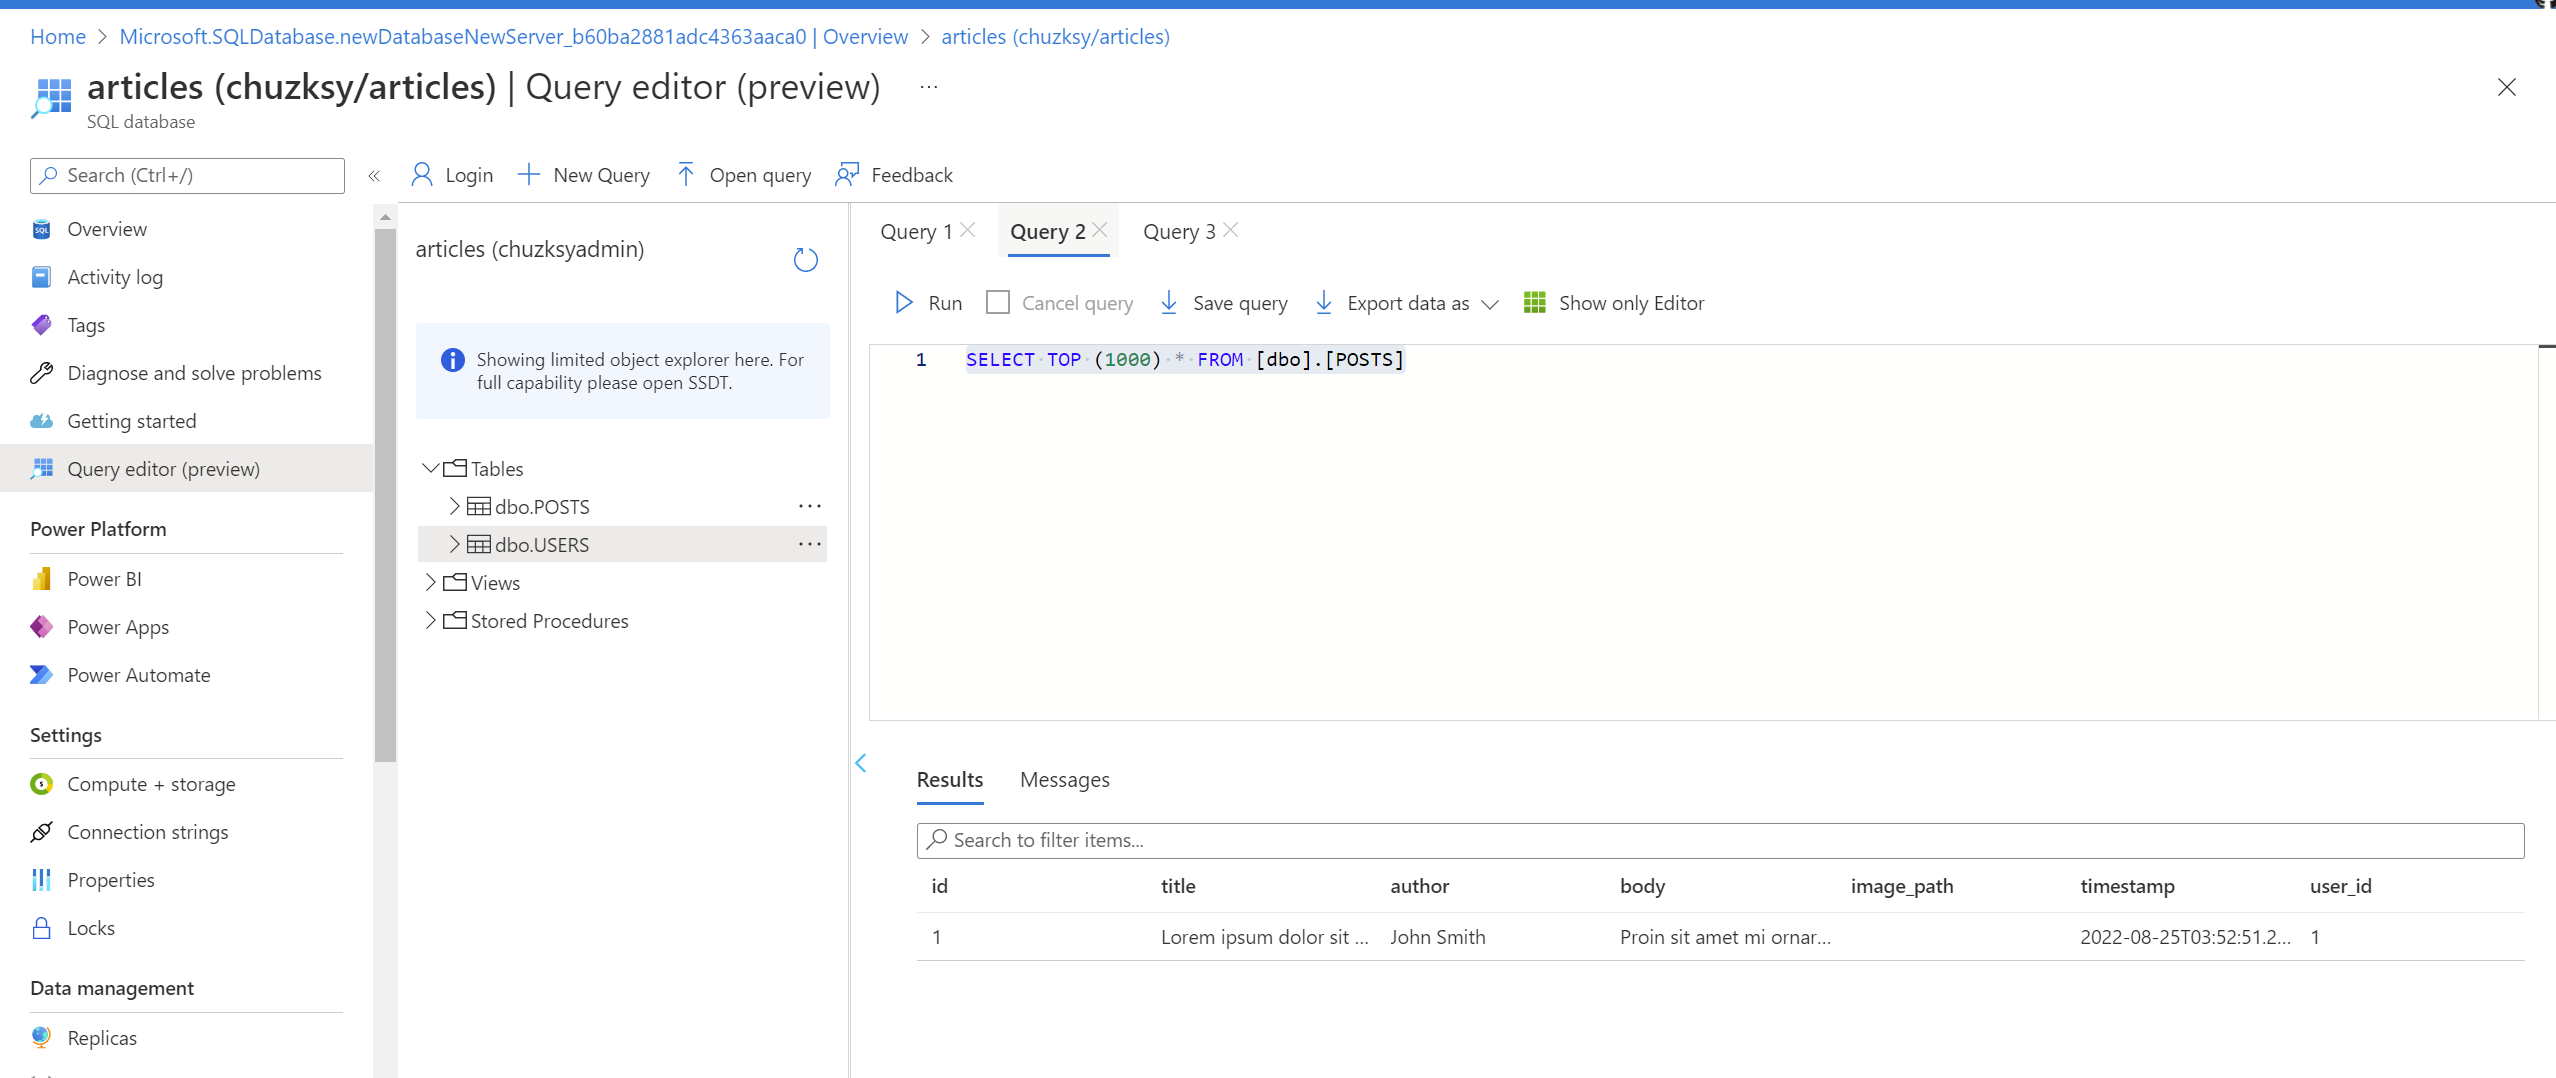 Home > Microsoft.SQLDatabase.newDatabaseNewServer_b60ba2881adc4363aaca0 | Overview > articles (chuzksy/articles)
articles (chuzksy/articles) | Query editor (preview) ...
SQL database
Search (Ctrl+/)
«
Login
New Query
Open query
Feedback
Overview
Activity log
Tags
Diagnose and solve problems
Getting started
Query editor (preview)
Power Platform
Power BI
Power Apps
Power Automate
Settings
Compute + storage
Connection strings
Properties
Locks
Data management
Replicas
articles (chuzksyadmin)
Showing limited object explorer here. For
full capability please open SSDT.
Tables
dbo.POSTS ...
dbo.USERS ...
Views
Stored Procedures
Query 1
Query 2
Query 3
Run
Cancel query
Save query
Export data as
Show only Editor
1 SELECT TOP (1000) * FROM [dbo].[POSTS]
Results
Messages
Search to filter items...
id title author body image_path timestamp user_id
1 Lorem ipsum dolor sit ... John Smith Proin sit amet mi ornar... 2022-08-25T03:52:51.2... 1